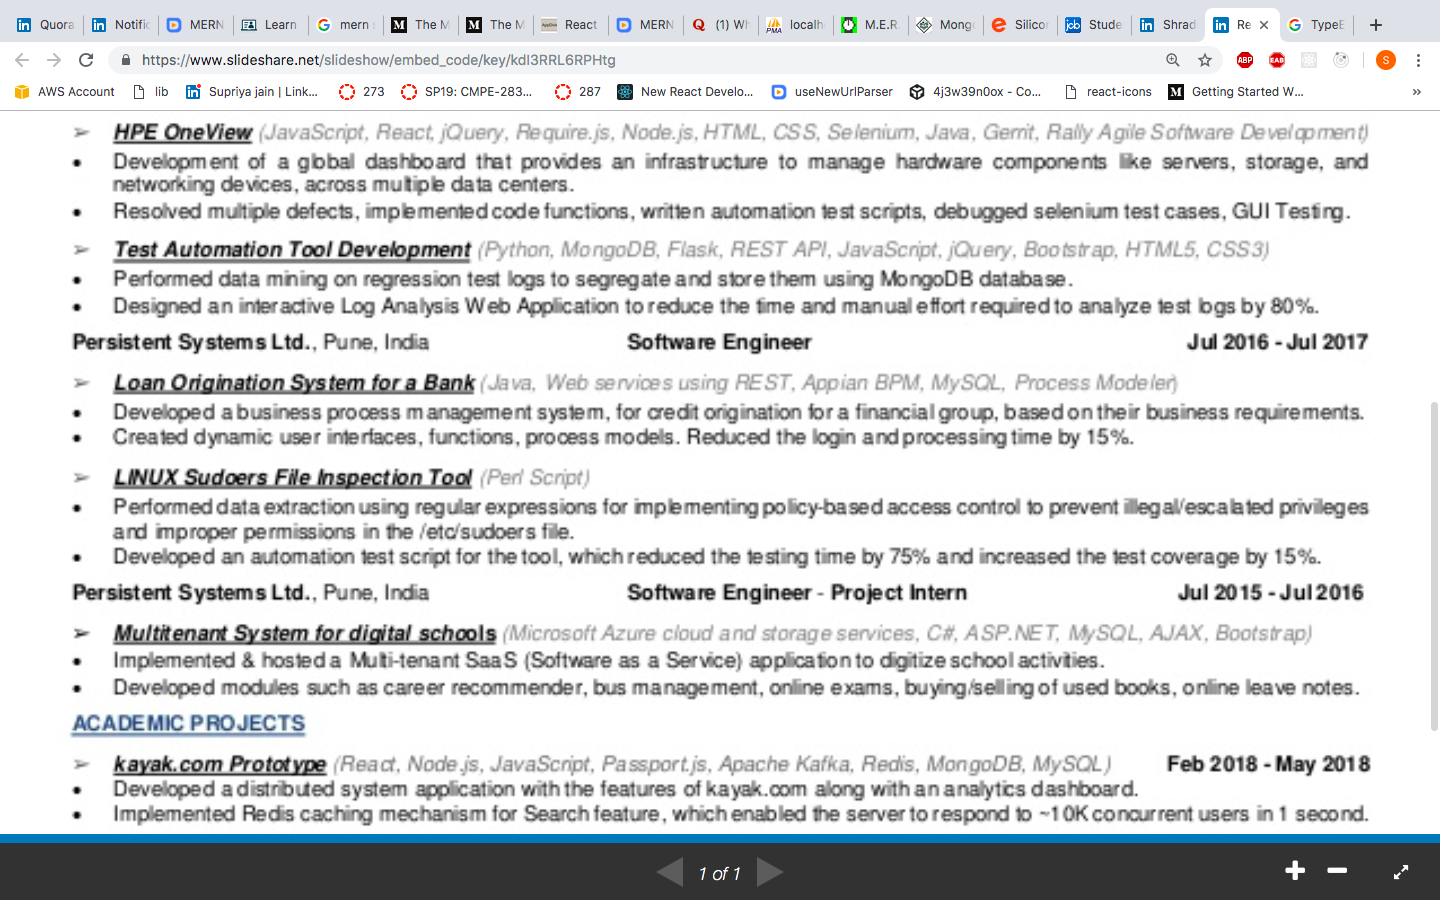 Quora
Notific
MERN
Learn
mern s
The M
The M
React
MERN
(1) Wh
localh
M.E.R.
Mong
Silicon
Stude
Shrad
Re
TypeE
https://www.slideshare.net/slideshow/embed_code/key/kdI3RRL6RPHtg
AWS Account
lib
Supriya jain | Link...
273
SP19: CMPE-283...
287
New React Develo...
useNewUrlParser
4j3w39n0ox - Co...
react-icons
Getting Started W...
»
➢ HPE OneView (JavaScript, React, jQuery, Require.js, Node.js, HTML, CSS, Selenium, Java, Gerrit, Rally Agile Software Development)
• Development of a global dashboard that provides an infrastructure to manage hardware components like servers, storage, and
networking devices, across multiple data centers.
• Resolved multiple defects, implemented code functions, written automation test scripts, debugged selenium test cases, GUI Testing.
➢ Test Automation Tool Development (Python, MongoDB, Flask, REST API, JavaScript, jQuery, Bootstrap, HTML5, CSS3)
• Performed data mining on regression test logs to segregate and store them using MongoDB database.
• Designed an interactive Log Analysis Web Application to reduce the time and manual effort required to analyze test logs by 80%.
Persistent Systems Ltd., Pune, India Software Engineer Jul 2016 - Jul 2017
➢ Loan Origination System for a Bank (Java, Web services using REST, Appian BPM, MySQL, Process Modeler)
• Developed a business process management system, for credit origination for a financial group, based on their business requirements.
• Created dynamic user interfaces, functions, process models. Reduced the login and processing time by 15%.
➢ LINUX Sudoers File Inspection Tool (Perl Script)
• Performed data extraction using regular expressions for implementing policy-based access control to prevent illegal/escalated privileges
and improper permissions in the /etc/sudoers file.
• Developed an automation test script for the tool, which reduced the testing time by 75% and increased the test coverage by 15%.
Persistent Systems Ltd., Pune, India Software Engineer - Project Intern Jul 2015 - Jul 2016
➢ Multitenant System for digital schools (Microsoft Azure cloud and storage services, C#, ASP.NET, MySQL, AJAX, Bootstrap)
• Implemented & hosted a Multi-tenant SaaS (Software as a Service) application to digitize school activities.
• Developed modules such as career recommender, bus management, online exams, buying/selling of used books, online leave notes.
ACADEMIC PROJECTS
➢ kayak.com Prototype (React, Node.js, JavaScript, Passport.js, Apache Kafka, Redis, MongoDB, MySQL) Feb 2018 - May 2018
• Developed a distributed system application with the features of kayak.com along with an analytics dashboard.
• Implemented Redis caching mechanism for Search feature, which enabled the server to respond to ~10K concurrent users in 1 second.
1 of 1